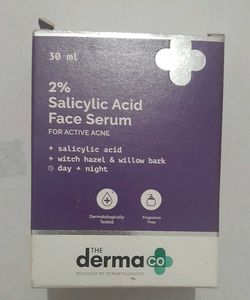 30 ml
2%
Salicylic Acid
Face Serum
FOR ACTIVE ACNE
+ salicylic acid
+ witch hazel & willow bark
day + night
Dermatologically
Tested
Fragrance
Free
THE
derma co
DESIGNED BY DERMATOLOGISTS